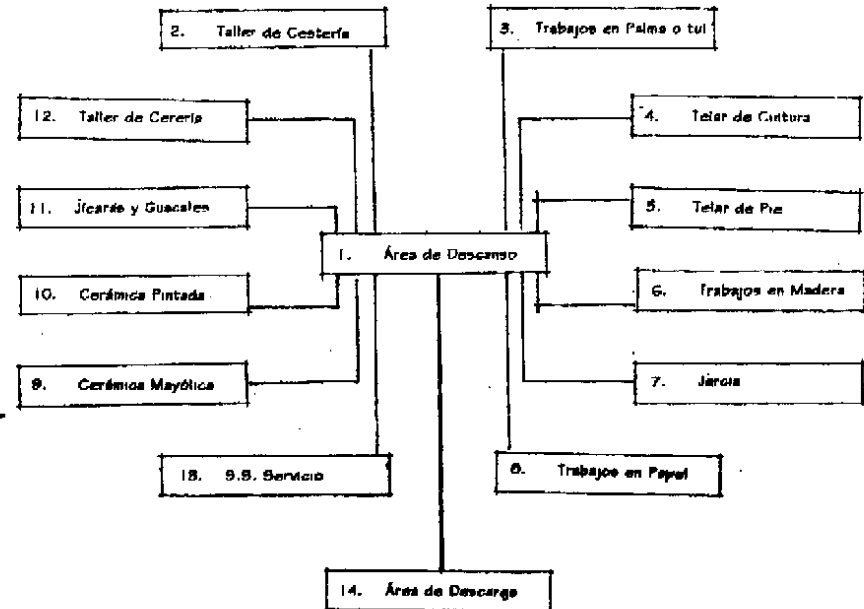 2. Taller de Cestería
3. Trabajos en Palma o tul
12. Taller de Cerería
4. Telar de Cintura
11. Jícaras y Guacales
5. Telar de Pie
1. Área de Descanso
10. Cerámica Pintada
6. Trabajos en Madera
9. Cerámica Mayólica
7. Jarcia
13. S.S. Servicio
8. Trabajos en Papel
14. Área de Descarga